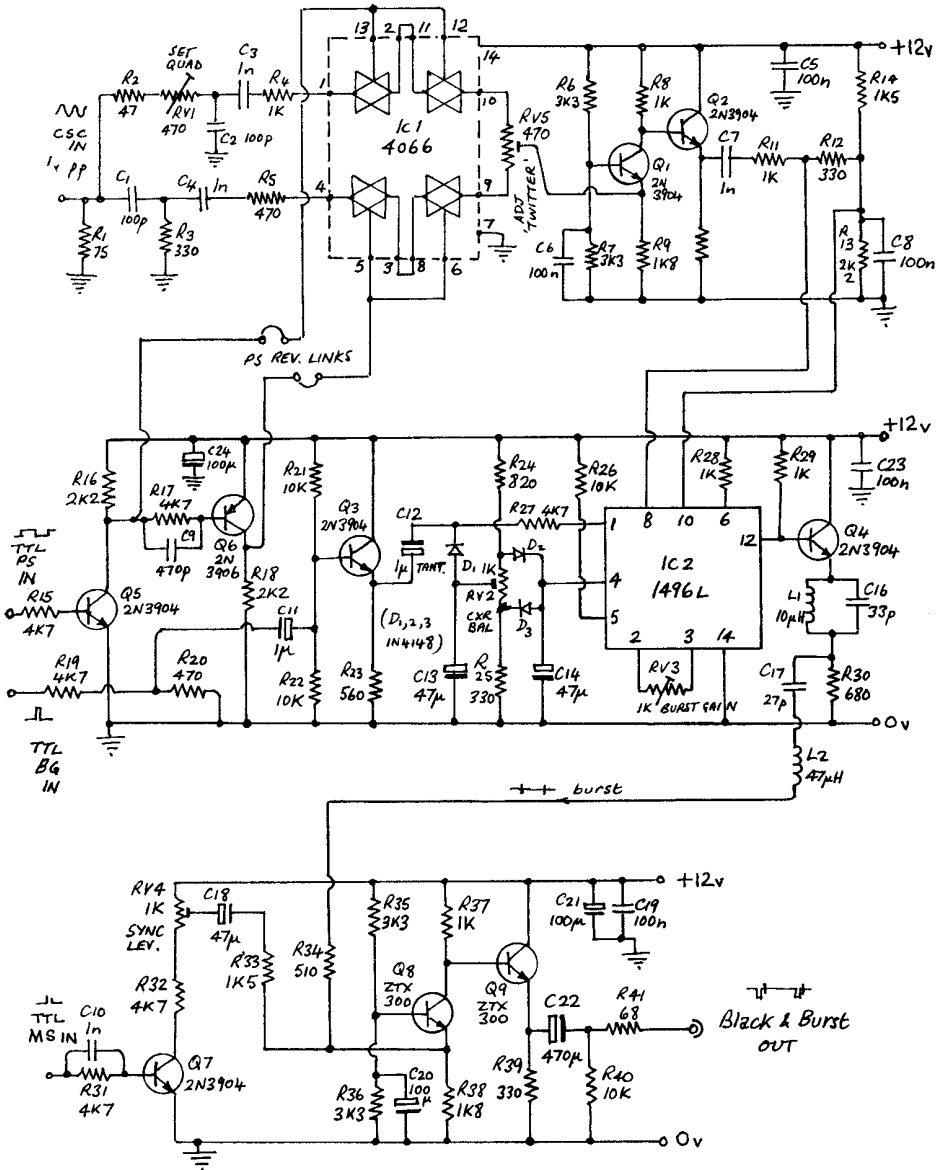 13
2
11
12
14
+12v
SET
QUAD
C3
1n
R4
1K
1
R2
47
RV1
470
C2 100p
CSC
IN
1v pp
IC1
4066
10
RV5
470
9
7
ADJ
'TWITTER'
C1
100p
C4
1n
R5
470
4
R1
75
R3
330
5
3
8
6
R6
3K3
R8
1K
Q2
2N3904
C5
100n
R14
1K5
C7
1n
R11
1K
R12
330
Q1
2N
3904
C6
100n
R7
3K3
R9
1K8
R
13
2K
2
C8
100n
PS REV. LINKS
+12v
R16
2K2
C24
100µ
R17
4K7
C9
470p
Q6
2N
3906
R18
2K2
R21
10K
Q3
2N3904
C12
1µ
TANT.
R24
820
R26
10K
R27
4K7
R28
1K
R29
1K
C23
100n
TTL
PS
IN
R15
4K7
Q5
2N3904
C11
1µ
D1
1K
RV2
CXR
BAL
D2
D3
(D1,2,3
IN4148)
1
8
10
6
12
4
5
2
3
14
IC2
1496L
Q4
2N3904
L1
10µH
C16
33p
R19
4K7
R20
470
R22
10K
R23
560
C13
47µ
R
25
330
C14
47µ
RV3
1K
BURST GAIN
C17
27p
R30
680
0v
TTL
BG
IN
L2
47µH
burst
+12v
RV4
1K
SYNC
LEV.
C18
47µ
R33
1K5
R34
510
R35
3K3
R37
1K
C21
100µ
C19
100n
R32
4K7
Q8
ZTX
300
Q9
ZTX
300
C22
470µ
R41
68
Black & Burst
OUT
TTL
MS IN
C10
1n
R31
4K7
Q7
2N3904
R36
3K3
C20
100
µ
R38
1K8
R39
330
R40
10K
0v